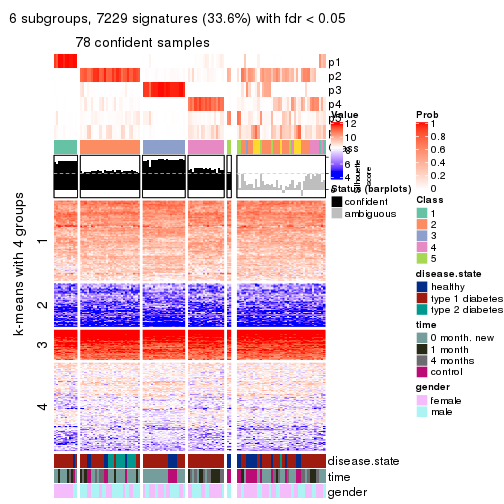 6 subgroups, 7229 signatures (33.6%) with fdr < 0.05
78 confident samples
p1
p2
p3
p4
Value
12
10
6
4
Silhouette
score
Status (barplots)
confident
ambiguous
Prob
1
0.8
0.6
0.4
0.2
0
Class
1
2
3
4
5
disease.state
healthy
type 1 diabetes
type 2 diabetes
time
0 month. new
1 month
4 months
control
gender
female
male
k-means with 4 groups
1
2
3
4
disease.state
time
gender